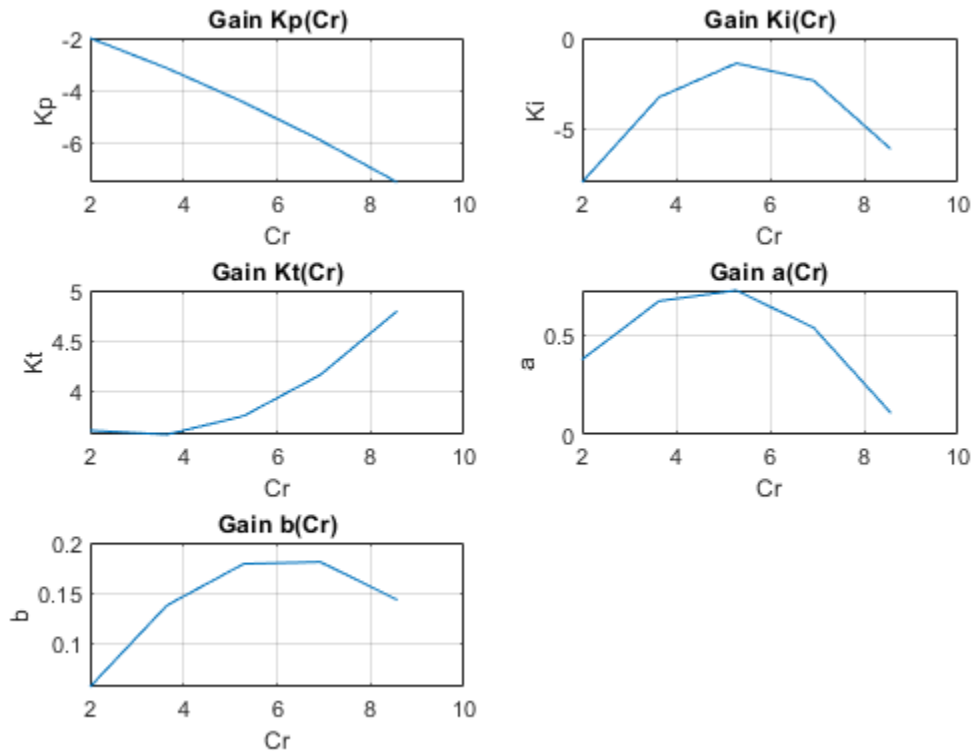 Gain Kp(Cr)
-2
-4
-6
Kp
2 4 6 8 10
Cr
Gain Ki(Cr)
0
-5
Ki
2 4 6 8 10
Cr
Gain Kt(Cr)
5
4.5
4
Kt
2 4 6 8 10
Cr
Gain a(Cr)
0.5
0
a
2 4 6 8 10
Cr
Gain b(Cr)
0.2
0.15
0.1
b
2 4 6 8 10
Cr